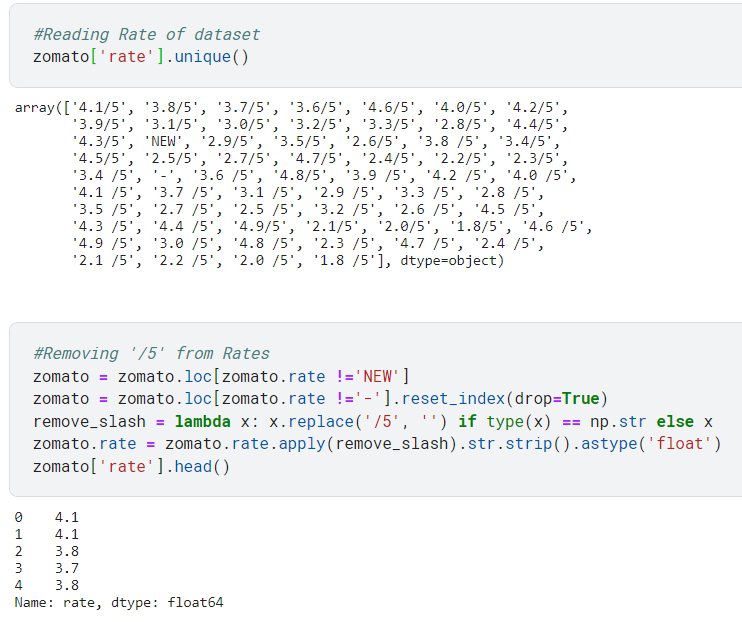 #Reading Rate of dataset
zomato['rate'].unique()
array(['4.1/5', '3.8/5', '3.7/5', '3.6/5', '4.6/5', '4.0/5', '4.2/5',
'3.9/5', '3.1/5', '3.0/5', '3.2/5', '3.3/5', '2.8/5', '4.4/5',
'4.3/5', 'NEW', '2.9/5', '3.5/5', '2.6/5', '3.8 /5', '3.4/5',
'4.5/5', '2.5/5', '2.7/5', '4.7/5', '2.4/5', '2.2/5', '2.3/5',
'3.4 /5', '-', '3.6 /5', '4.8/5', '3.9 /5', '4.2 /5', '4.0 /5',
'4.1 /5', '3.7 /5', '3.1 /5', '2.9 /5', '3.3 /5', '2.8 /5',
'3.5 /5', '2.7 /5', '2.5 /5', '3.2 /5', '2.6 /5', '4.5 /5',
'4.3 /5', '4.4 /5', '4.9/5', '2.1/5', '2.0/5', '1.8/5', '4.6 /5',
'4.9 /5', '3.0 /5', '4.8 /5', '2.3 /5', '4.7 /5', '2.4 /5',
'2.1 /5', '2.2 /5', '2.0 /5', '1.8 /5'], dtype=object)
#Removing '/5' from Rates
zomato = zomato.loc[zomato.rate !='NEW']
zomato = zomato.loc[zomato.rate !='-'].reset_index(drop=True)
remove_slash = lambda x: x.replace('/5', '') if type(x) == np.str else x
zomato.rate = zomato.rate.apply(remove_slash).str.strip().astype('float')
zomato['rate'].head()
0 4.1
1 4.1
2 3.8
3 3.7
4 3.8
Name: rate, dtype: float64